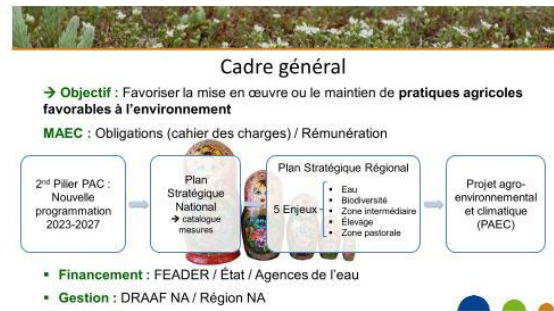 Cadre général
→ Objectif : Favoriser la mise en œuvre ou le maintien de pratiques agricoles
favorables à l'environnement
MAEC : Obligations (cahier des charges) / Rémunération
2nd Pilier PAC :
Nouvelle
programmation
2023-2027
Plan
Stratégique
National
→ catalogue
mesures
Plan Stratégique Régional
5 Enjeux
▪ Eau
▪ Biodiversité
▪ Zone intermédiaire
▪ Élevage
▪ Zone pastorale
Projet agro-
environnemental
et climatique
(PAEC)
▪ Financement : FEADER / État / Agences de l'eau
▪ Gestion : DRAAF NA / Région NA